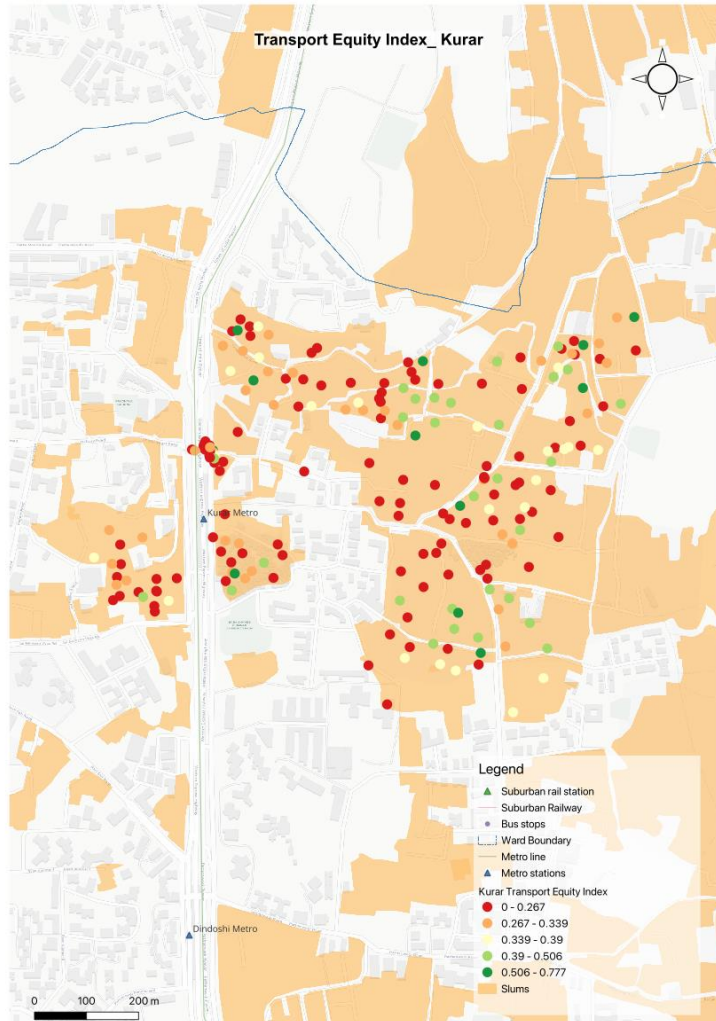 Transport Equity Index_ Kurar
Kurar Metro
Dindoshi Metro
Legend
Suburban rail station
Suburban Railway
Bus stops
Ward Boundary
Metro line
Metro stations
Kurar Transport Equity Index
0 - 0.267
0.267 - 0.339
0.339 - 0.39
0.39 - 0.506
0.506 - 0.777
Slums
0 100 200 m